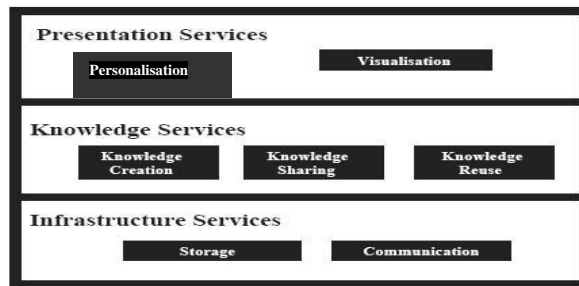 Presentation Services
Personalisation
Visualisation
Knowledge Services
Knowledge Creation
Knowledge Sharing
Knowledge Reuse
Infrastructure Services
Storage
Communication